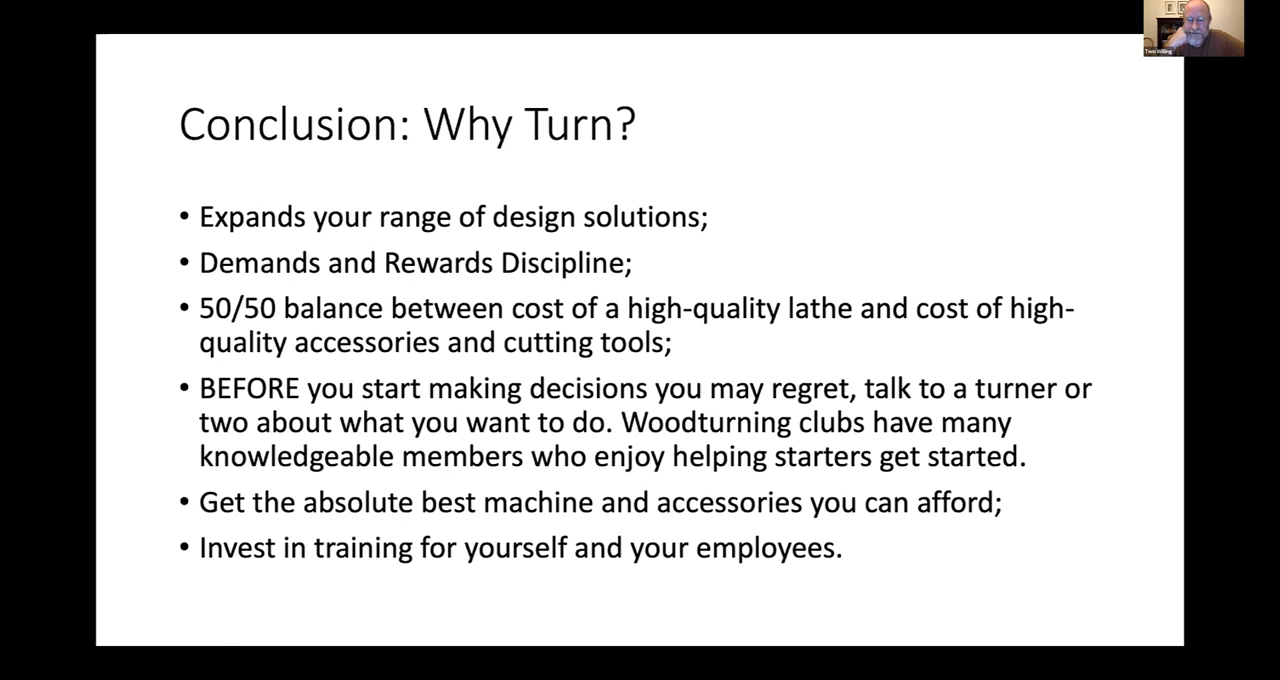 Tom Willing
Conclusion: Why Turn?
• Expands your range of design solutions;
• Demands and Rewards Discipline;
• 50/50 balance between cost of a high-quality lathe and cost of high-
quality accessories and cutting tools;
• BEFORE you start making decisions you may regret, talk to a turner or
two about what you want to do. Woodturning clubs have many
knowledgeable members who enjoy helping starters get started.
• Get the absolute best machine and accessories you can afford;
• Invest in training for yourself and your employees.